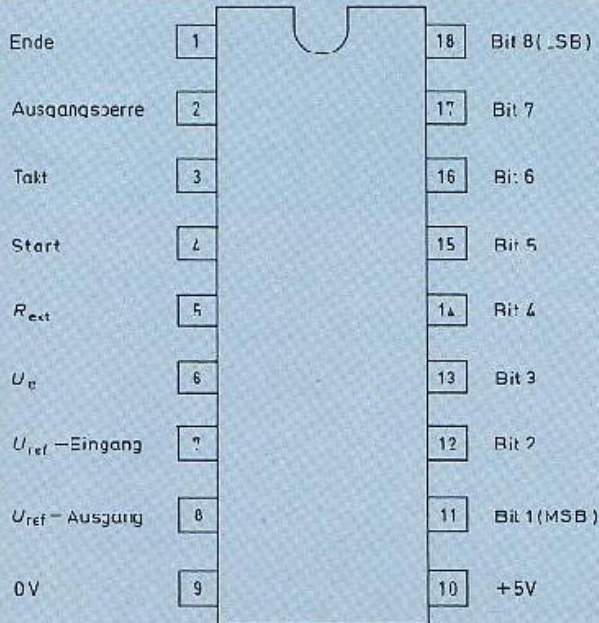 Ende 1 18 Bit 8(LSB)
Ausgangssperre 2 17 Bit 7
Takt 3 16 Bit 6
Start 4 15 Bit 5
Rext 5 14 Bit 4
Ue 6 13 Bit 3
Uref-Eingang 7 12 Bit 2
Uref-Ausgang 8 11 Bit 1(MSB)
0V 9 10 +5V